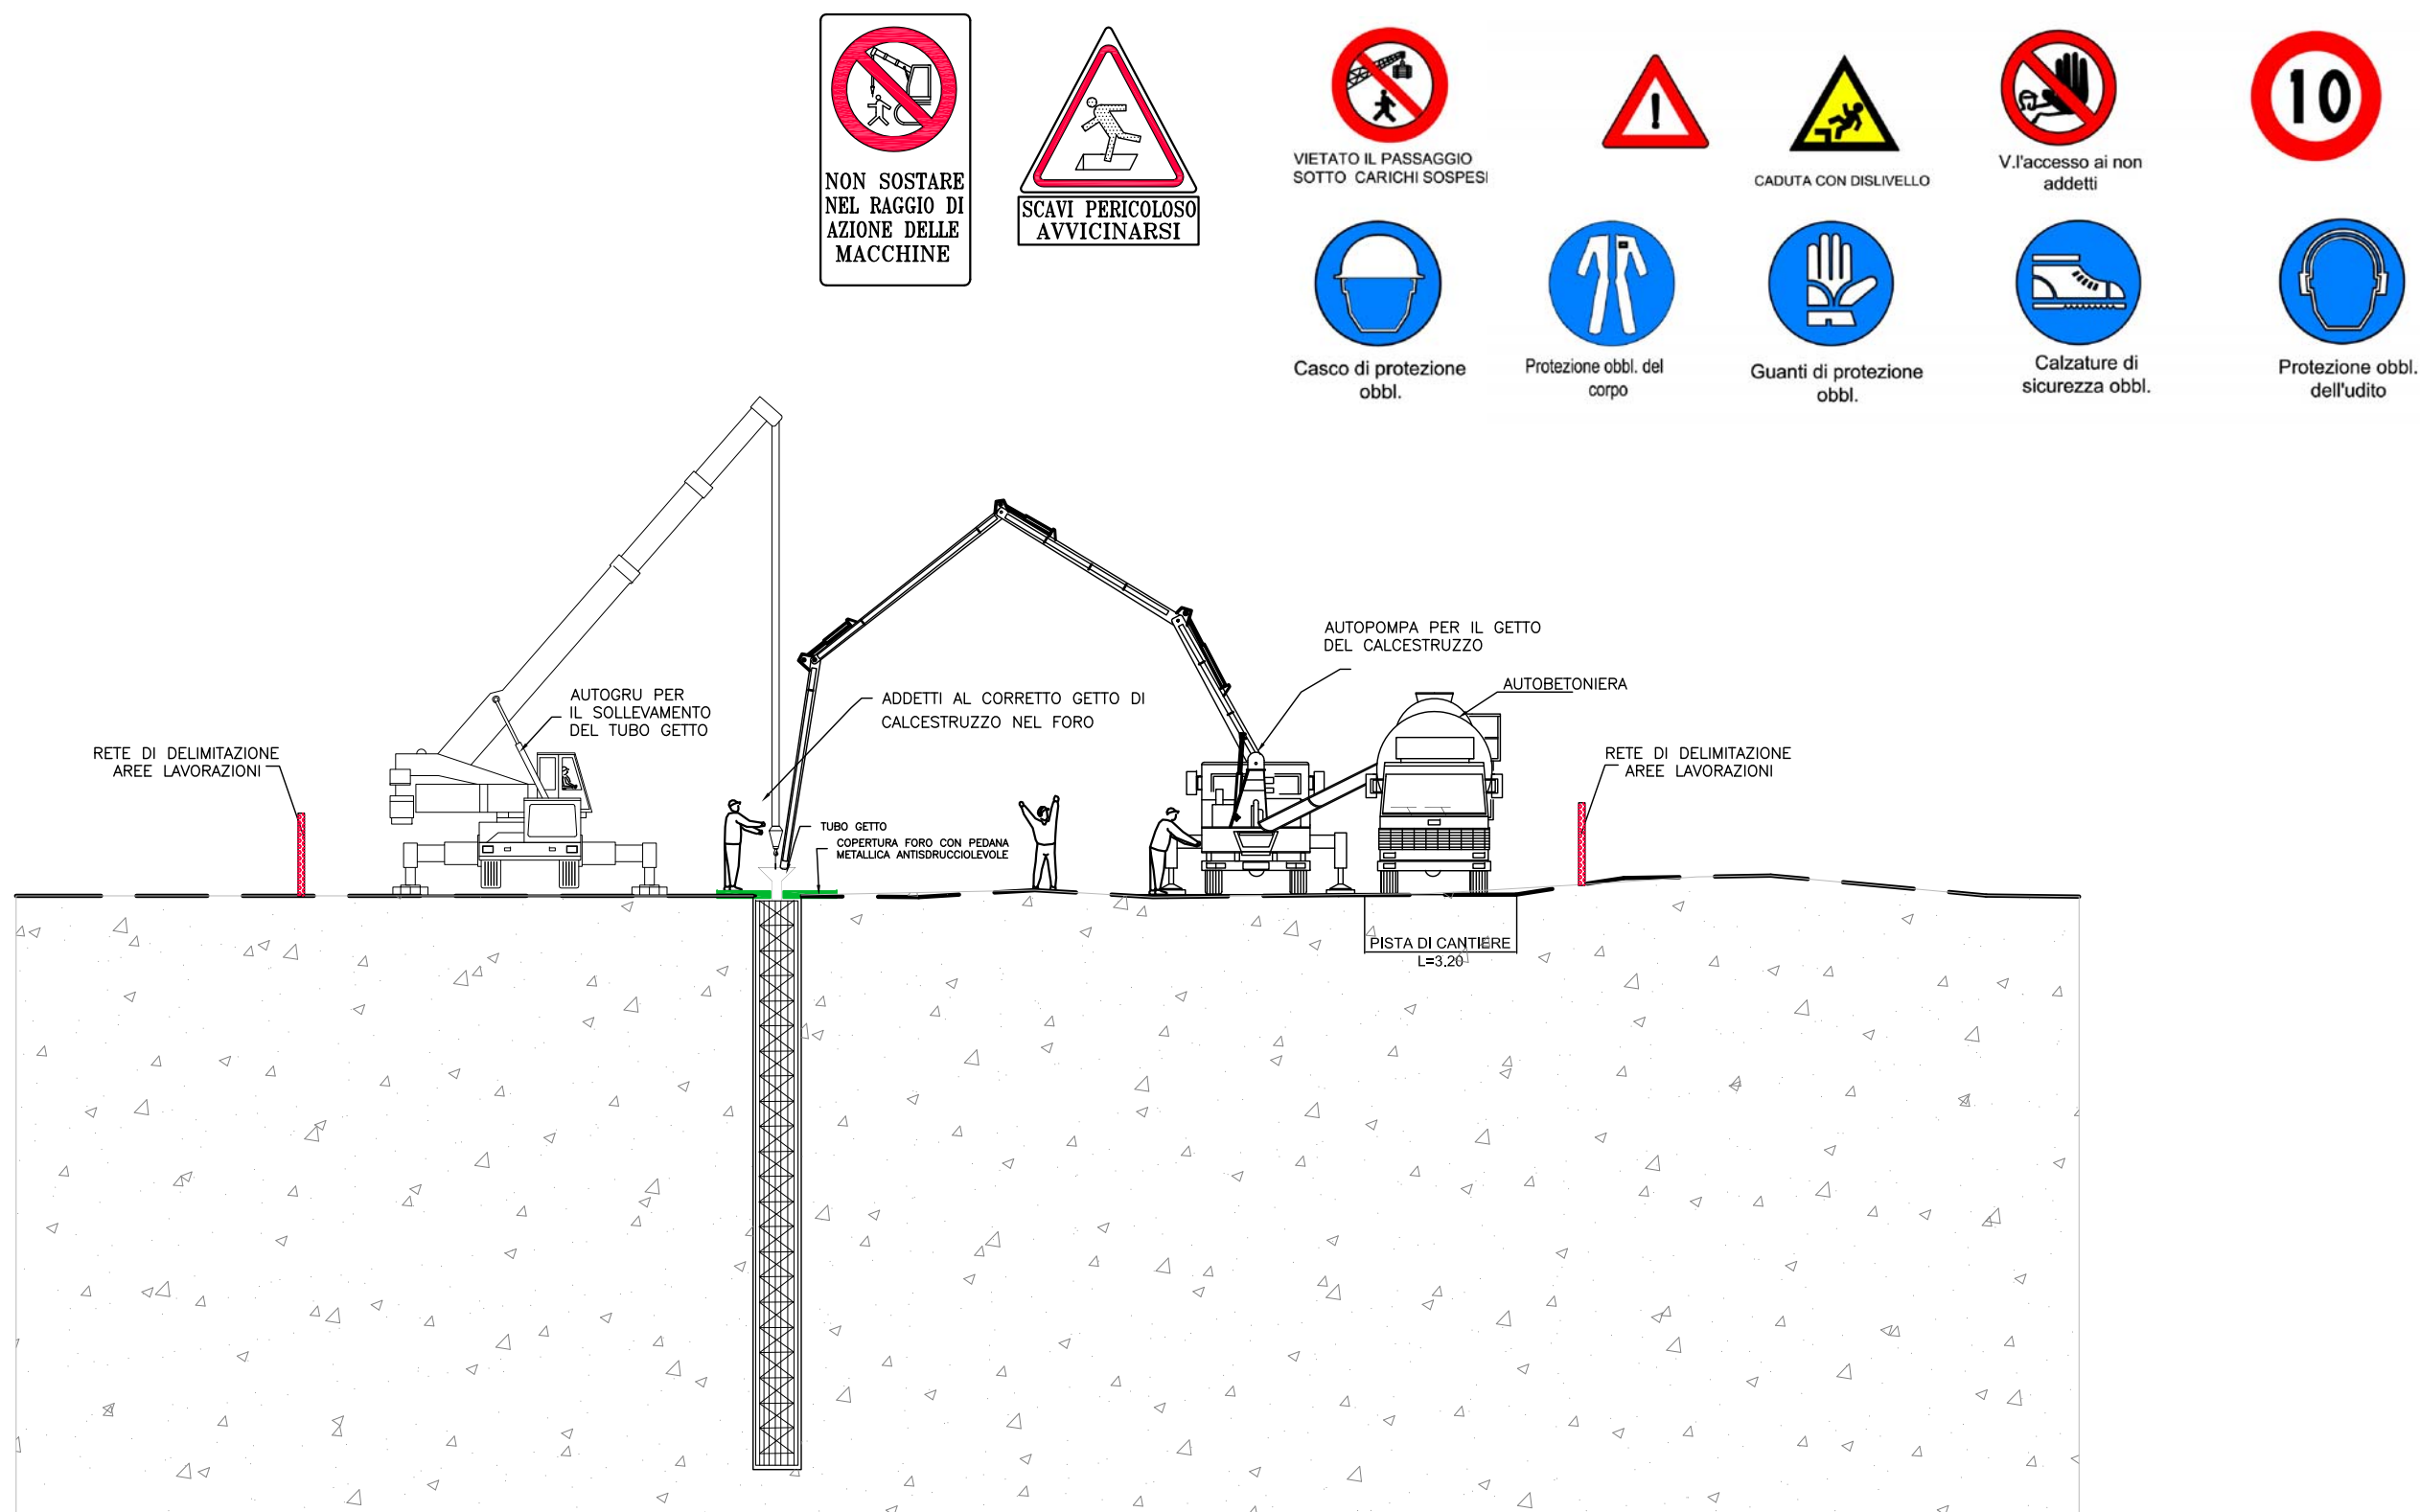 NON SOSTARE
NEL RAGGIO DI
AZIONE DELLE
MACCHINE
SCAVI PERICOLOSO
AVVICINARSI
VIETATO IL PASSAGGIO
SOTTO CARICHI SOSPESI
CADUTA CON DISLIVELLO
V.l'accesso ai non
addetti
10
Casco di protezione
obbl.
Protezione obbl. del
corpo
Guanti di protezione
obbl.
Calzature di
sicurezza obbl.
Protezione obbl.
dell'udito
AUTOPOMPA PER IL GETTO
DEL CALCESTRUZZO
AUTOBETONIERA
AUTOGRU PER
IL SOLLEVAMENTO
DEL TUBO GETTO
ADDETTI AL CORRETTO GETTO DI
CALCESTRUZZO NEL FORO
RETE DI DELIMITAZIONE
AREE LAVORAZIONI
RETE DI DELIMITAZIONE
AREE LAVORAZIONI
TUBO GETTO
COPERTURA FORO CON PEDANA
METALLICA ANTISDRUCCIOLEVOLE
PISTA DI CANTIERE
L=3.20